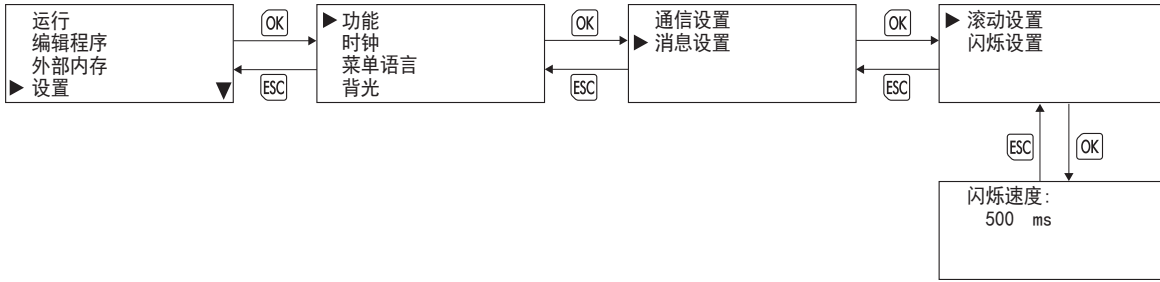 运行
编辑程序
外部内存
▶ 设置 ▼
OK
ESC
▶ 功能
时钟
菜单语言
背光
OK
ESC
通信设置
▶ 消息设置
OK
ESC
▶ 滚动设置
闪烁设置
ESC
OK
闪烁速度:
500 ms